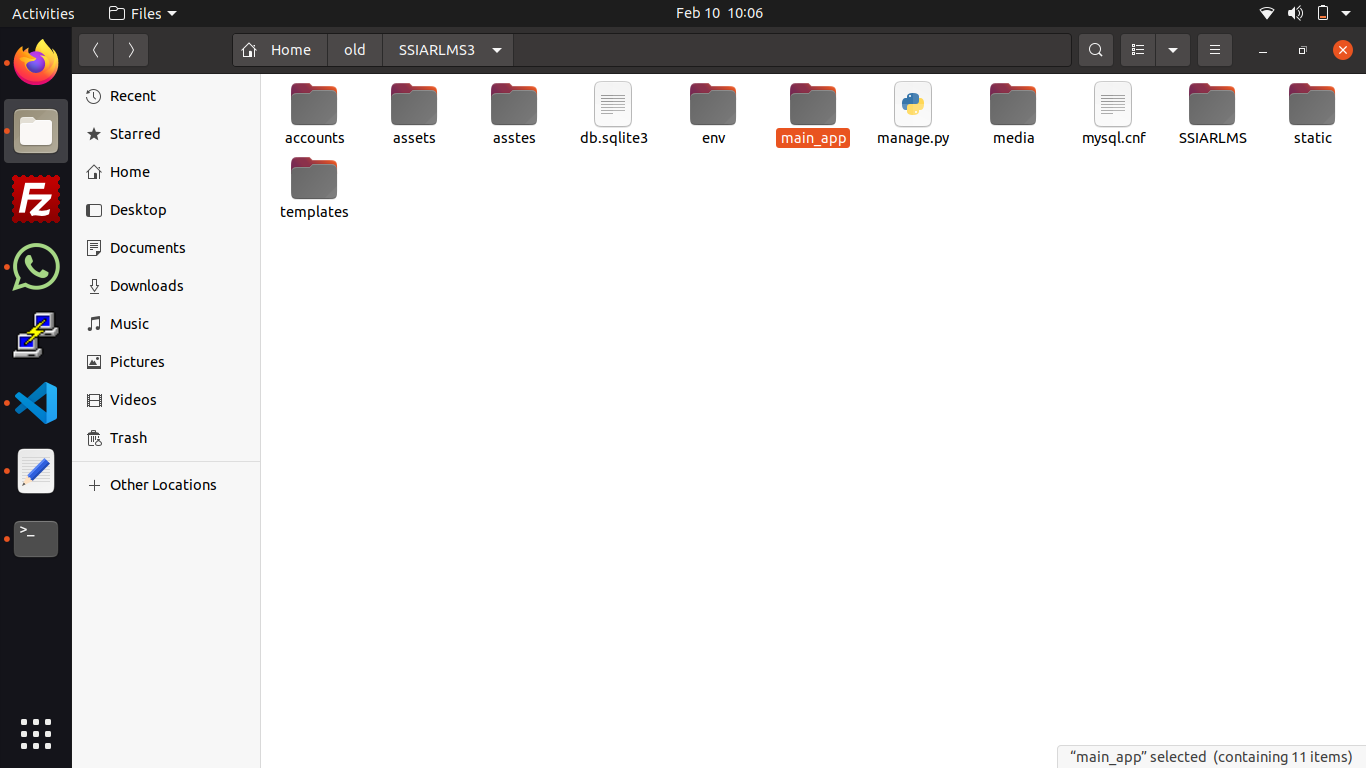 Activities Files Feb 10 10:06
Home old SSIARLMS3
Recent
Starred
Home
Desktop
Documents
Downloads
Music
Pictures
Videos
Trash
Other Locations
accounts assets asstes db.sqlite3 env main_app manage.py media mysql.cnf SSIARLMS static
templates
Fz
>_
“main_app” selected (containing 11 items)